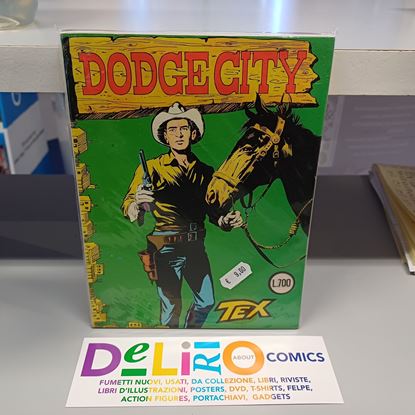 DODGE CITY
€ 9,00
L.700
TEX
DeLiRiO ABOUT COMICS
FUMETTI NUOVI, USATI, DA COLLEZIONE, LIBRI, RIVISTE,
LIBRI D'ILLUSTRAZIONI, POSTERS, DVD, T-SHIRTS, FELPE,
ACTION FIGURES, PORTACHIAVI, GADGETS